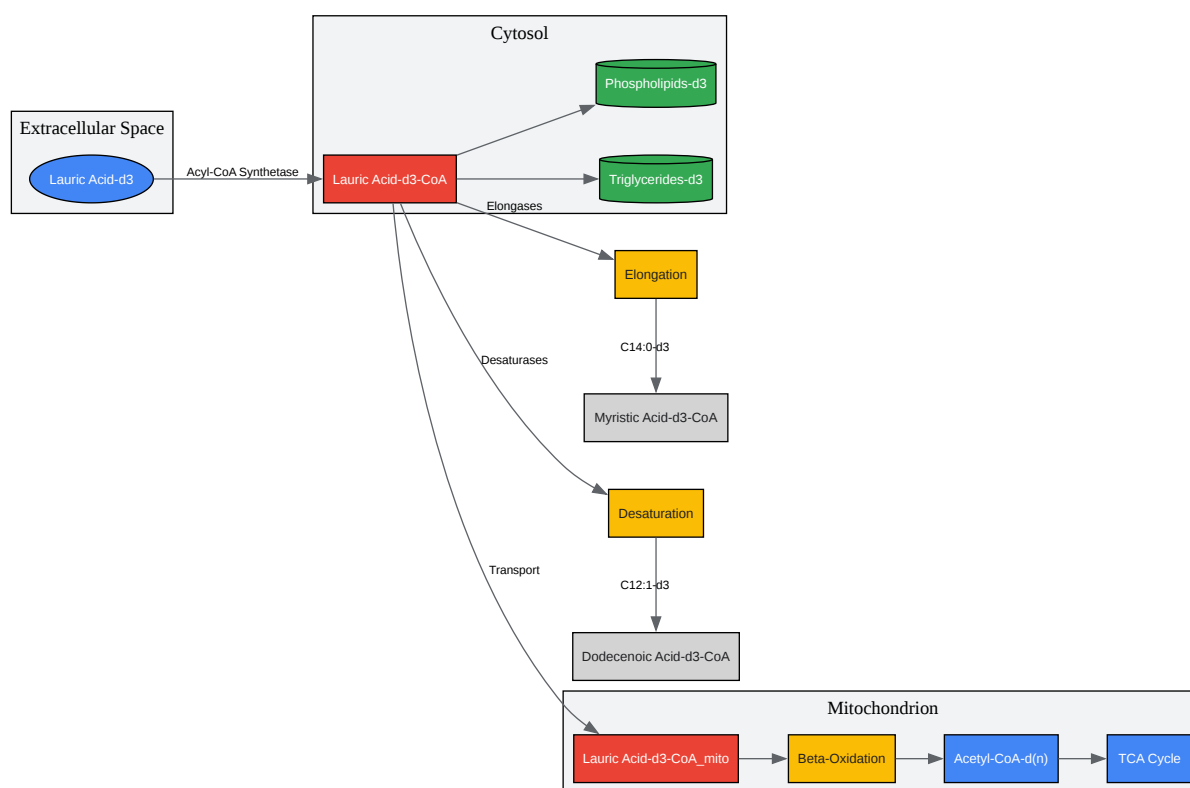 Cytosol
Phospholipids-d3
Extracellular Space
Lauric Acid-d3
Acyl-CoA Synthetase
Lauric Acid-d3-CoA
Triglycerides-d3
Elongases
Elongation
C14:0-d3
Desaturases
Myristic Acid-d3-CoA
Desaturation
Transport
C12:1-d3
Dodecenoic Acid-d3-CoA
Mitochondrion
Lauric Acid-d3-CoA_mito
Beta-Oxidation
Acetyl-CoA-d(n)
TCA Cycle